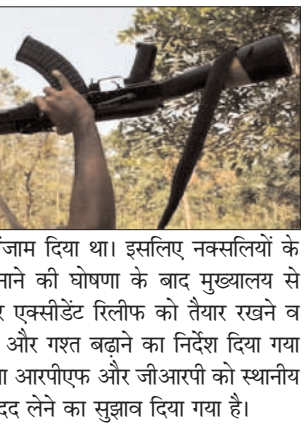 जाम दिया था। इसलिए नक्सलियों के
नाने की घोषणा के बाद मुख्यालय से
र एक्सीडेंट रिलीफ को तैयार रखने व
और गश्त बढ़ाने का निर्देश दिया गया
ा आरपीएफ और जीआरपी को स्थानीय
दद लेने का सुझाव दिया गया है।